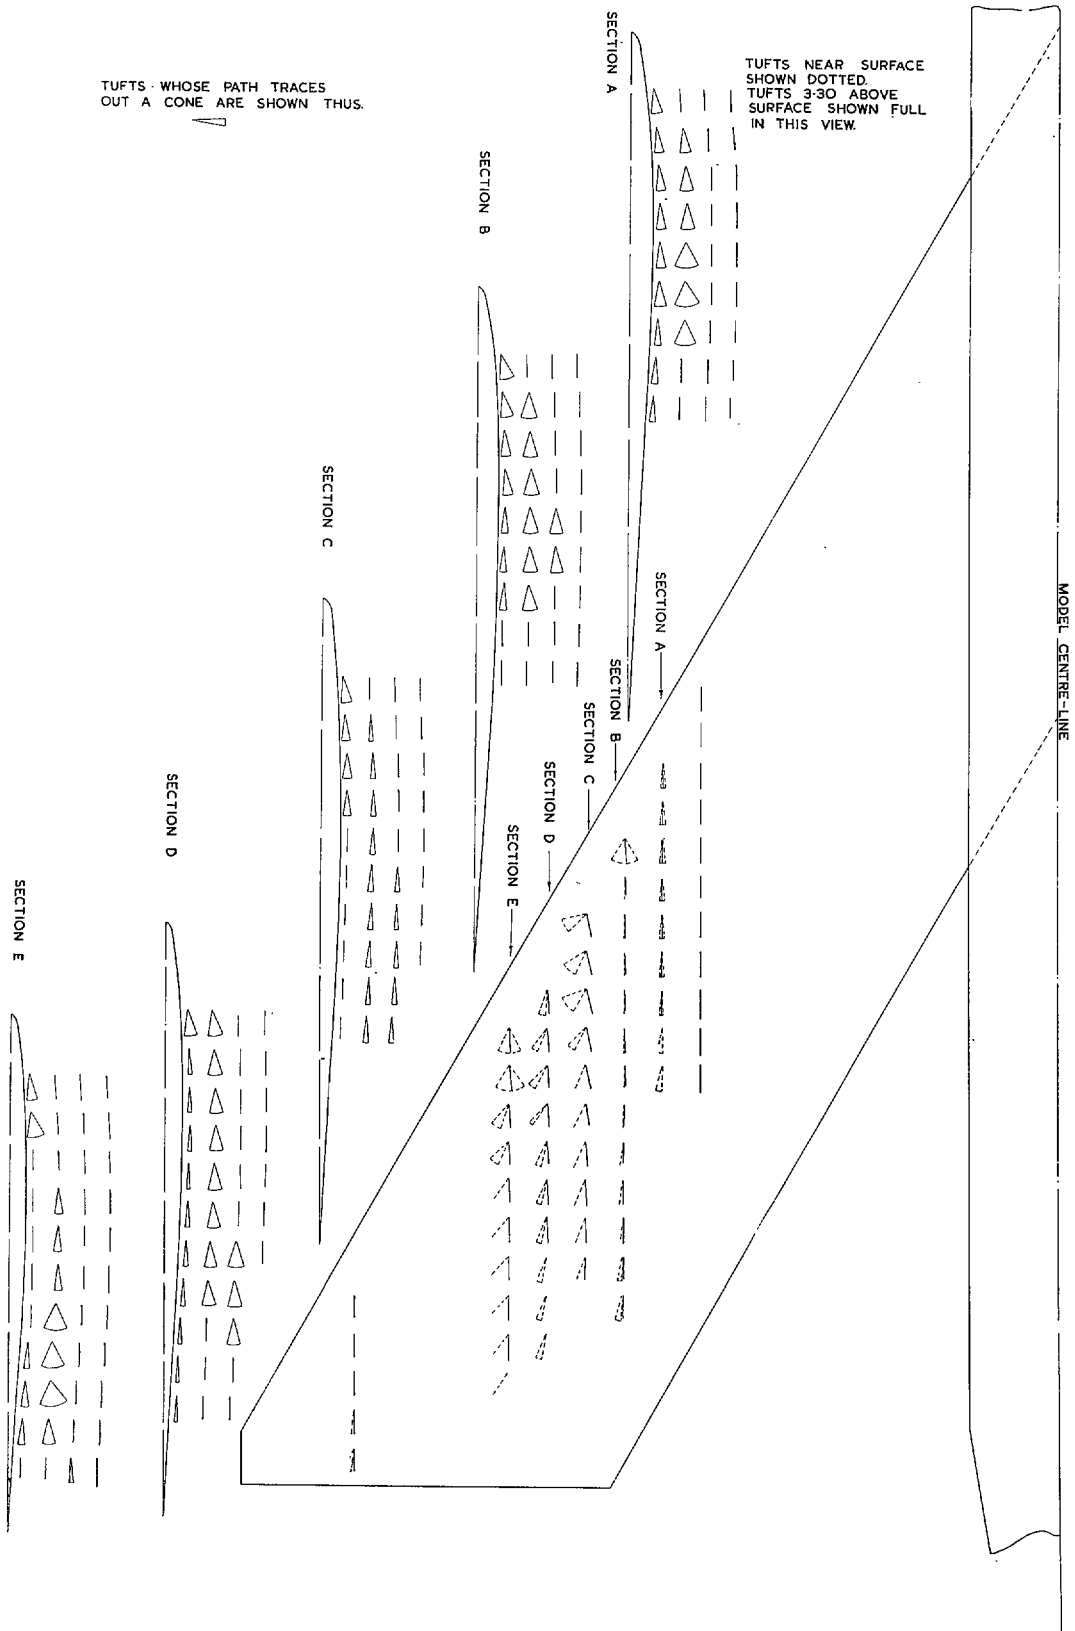 TUFTS WHOSE PATH TRACES
OUT A CONE ARE SHOWN THUS.
TUFTS NEAR SURFACE
SHOWN DOTTED.
TUFTS 3·30 ABOVE
SURFACE SHOWN FULL
IN THIS VIEW.
SECTION A
SECTION B
SECTION C
SECTION D
SECTION E
SECTION A
SECTION B
SECTION C
SECTION D
SECTION E
MODEL CENTRE-LINE